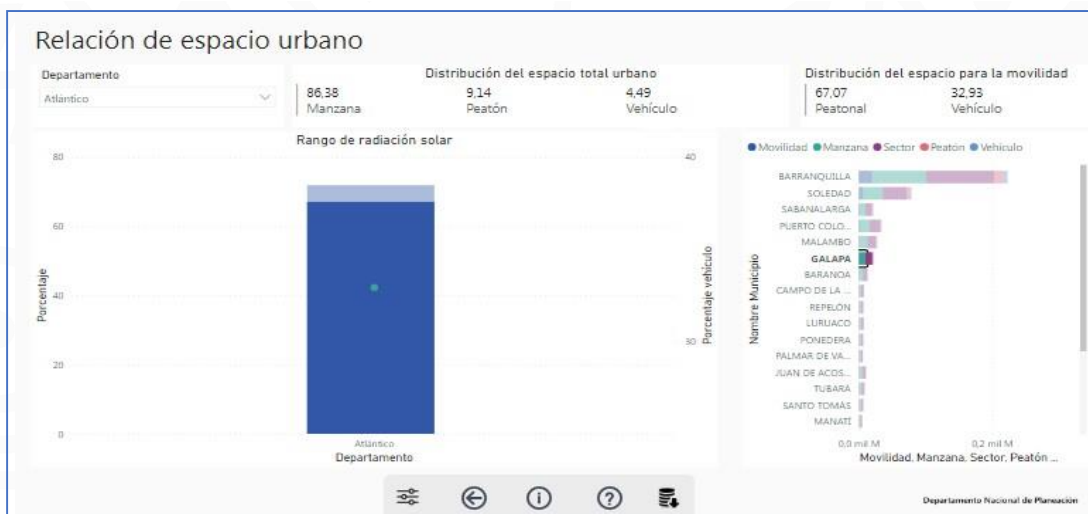 Relación de espacio urbano
Departamento
Atlántico
Distribución del espacio total urbano
86,38 9,14 4,49
Manzana Peatón Vehículo
Distribución del espacio para la movilidad
67,07 32,93
Peatonal Vehículo
Rango de radiación solar
80
60
40
20
0
Porcentaje
40
30
Porcentaje vehículo
Atlántico
Departamento
Movilidad Manzana Sector Peatón Vehículo
Nombre Municipio
BARRANQUILLA
SOLEDAD
SABANALARGA
PUERTO COLO...
MALAMBO
GALAPA
BARANOA
CAMPO DE LA ...
REPELÓN
LURUACO
PONEDERA
PALMAR DE VA...
JUAN DE ACOS...
TUBARÁ
SANTO TOMÁS
MANATÍ
0,0 mil M 0,2 mil M
Movilidad, Manzana, Sector, Peatón ...
Departamento Nacional de Planeación